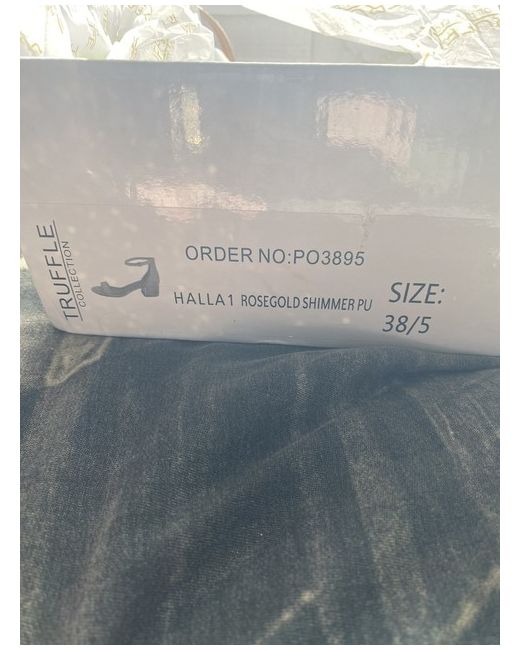 TRUFFLE
COLLECTION
ORDER NO:PO3895
HALLA1 ROSEGOLD SHIMMER PU
SIZE:
38/5